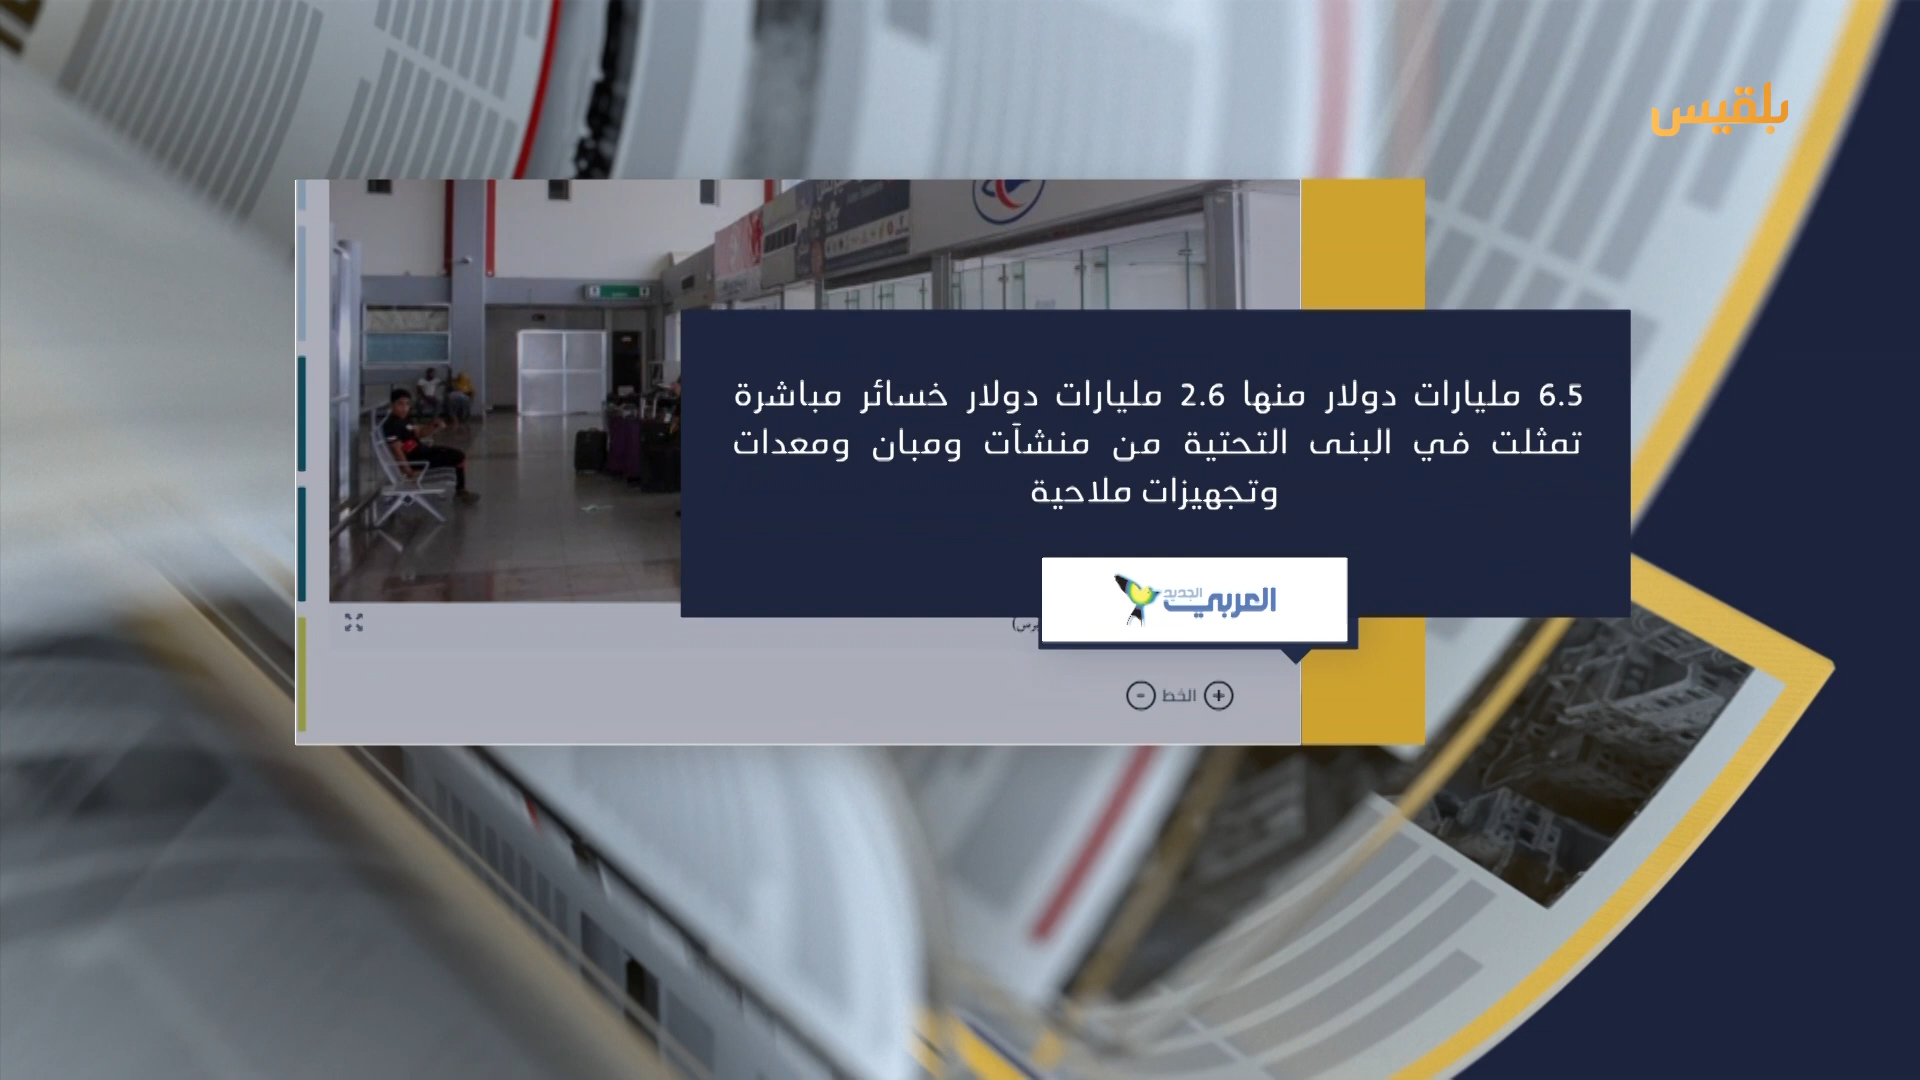 بلقيس
6.5 مليارات دولار منها 2.6 مليارات دولار خسائر مباشرة
تمثلت في البنى التحتية من منشآت ومبان ومعدات
وتجهيزات ملاحية
العربي الجديد
برس)
+ الخط -